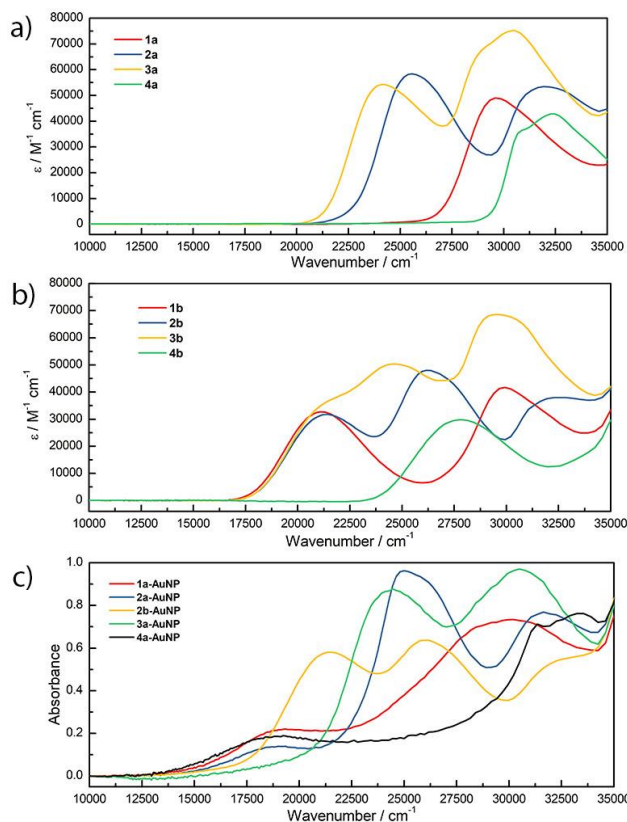 a)
1a
2a
3a
4a
ε / M⁻¹ cm⁻¹
80000
70000
60000
50000
40000
30000
20000
10000
0
10000 12500 15000 17500 20000 22500 25000 27500 30000 32500 35000
Wavenumber / cm⁻¹
b)
1b
2b
3b
4b
ε / M⁻¹ cm⁻¹
80000
70000
60000
50000
40000
30000
20000
10000
0
10000 12500 15000 17500 20000 22500 25000 27500 30000 32500 35000
Wavenumber / cm⁻¹
c)
1a-AuNP
2a-AuNP
2b-AuNP
3a-AuNP
4a-AuNP
Absorbance
1.0
0.8
0.6
0.4
0.2
0.0
10000 12500 15000 17500 20000 22500 25000 27500 30000 32500 35000
Wavenumber / cm⁻¹